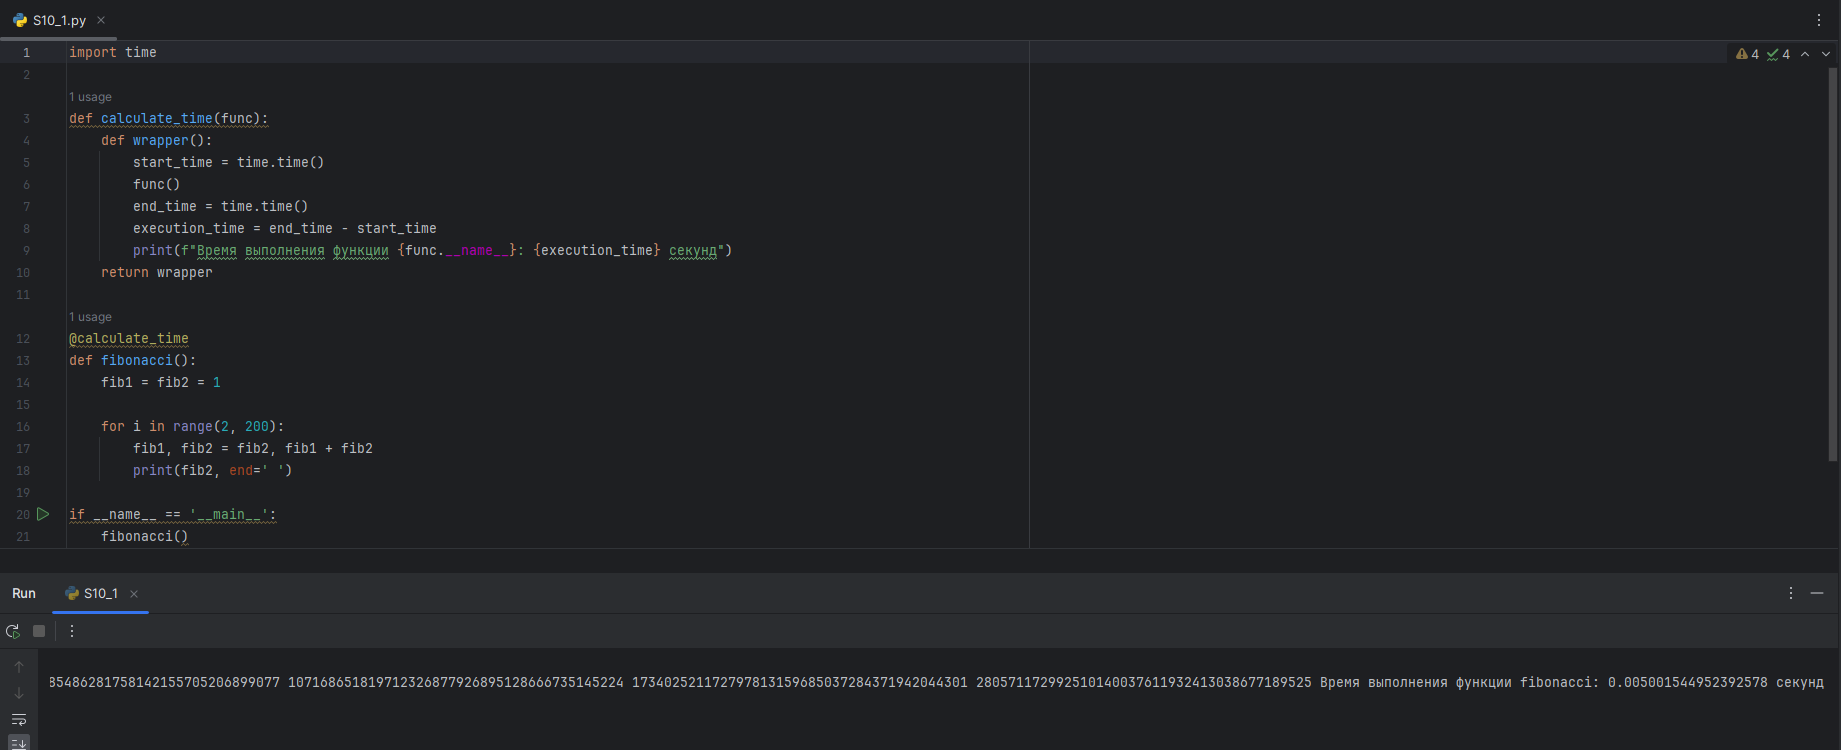 S10_1.py
4 4
1 import time
2
1 usage
3 def calculate_time(func):
4     def wrapper():
5         start_time = time.time()
6         func()
7         end_time = time.time()
8         execution_time = end_time - start_time
9         print(f"Время выполнения функции {func.__name__}: {execution_time} секунд")
10     return wrapper
11
1 usage
12 @calculate_time
13 def fibonacci():
14     fib1 = fib2 = 1
15
16     for i in range(2, 200):
17         fib1, fib2 = fib2, fib1 + fib2
18         print(fib2, end=' ')
19
20 if __name__ == '__main__':
21     fibonacci()
Run S10_1
8548628175814215570520689​9077 107168651819712326877926895128666735145224 173402521172797813159685037284371942044301 280571172992510140037611932413038677189525 Время выполнения функции fibonacci: 0.005001544952392578 секунд